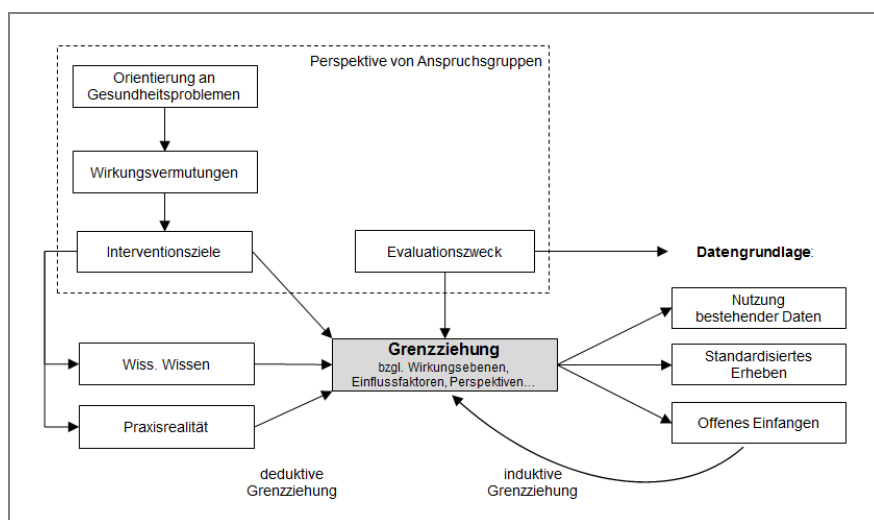 Perspektive von Anspruchsgruppen
Orientierung an
Gesundheitsproblemen
Wirkungsvermutungen
Interventionsziele
Evaluationszweck
Datengrundlage:
Nutzung
bestehender Daten
Wiss. Wissen
Grenzziehung
bzgl. Wirkungsebenen,
Einflussfaktoren, Perspektiven…
Standardisiertes
Erheben
Praxisrealität
Offenes Einfangen
deduktive
Grenzziehung
induktive
Grenzziehung